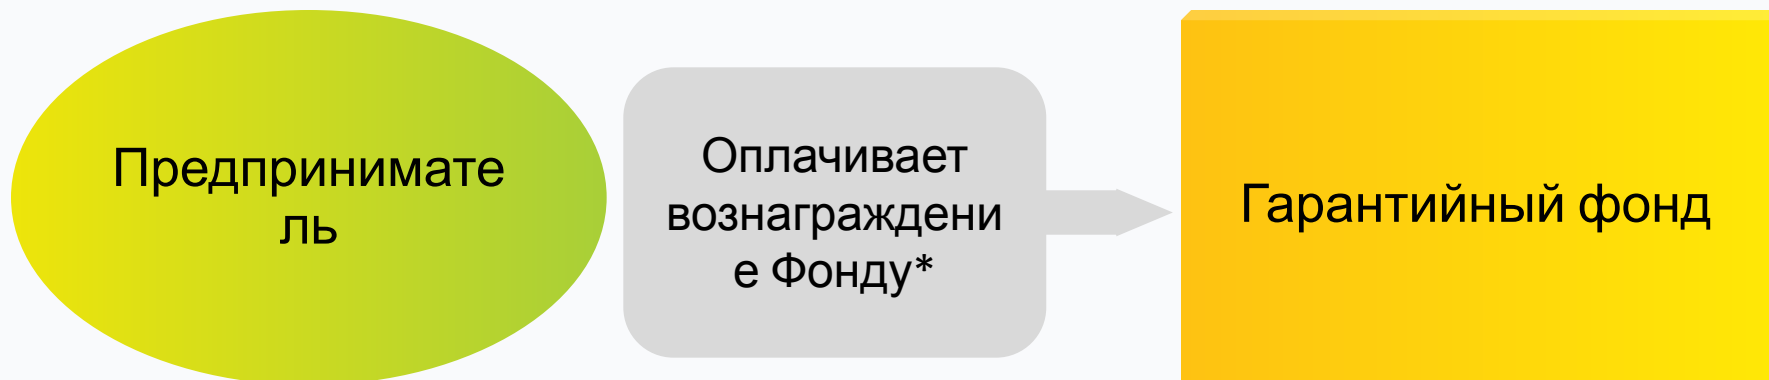 Предпринимате
ль
Оплачивает
вознаграждени
е Фонду*
Гарантийный фонд